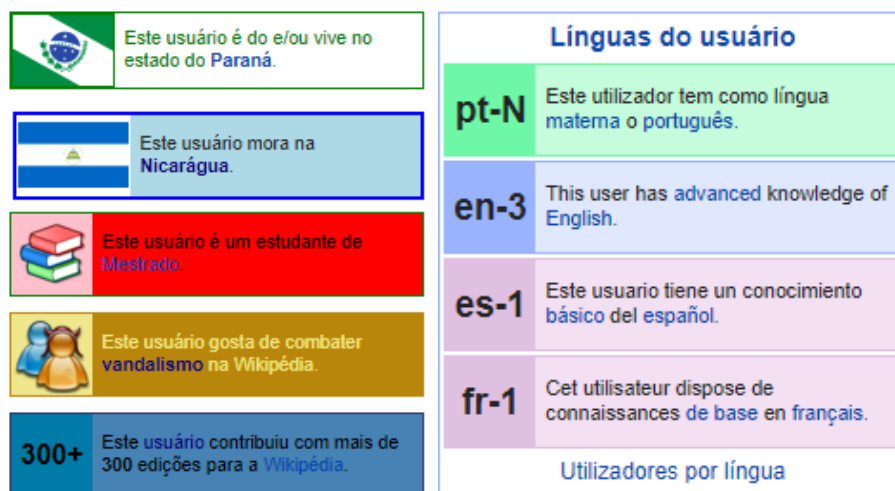 Este usuário é do e/ou vive no
estado do Paraná.
Este usuário mora na
Nicarágua.
Este usuário é um estudante de
Mestrado.
Este usuário gosta de combater
vandalismo na Wikipédia.
300+
Este usuário contribuiu com mais de
300 edições para a Wikipédia.
Línguas do usuário
pt-N
Este utilizador tem como língua
materna o português.
en-3
This user has advanced knowledge of
English.
es-1
Este usuario tiene un conocimiento
básico del español.
fr-1
Cet utilisateur dispose de
connaissances de base en français.
Utilizadores por língua